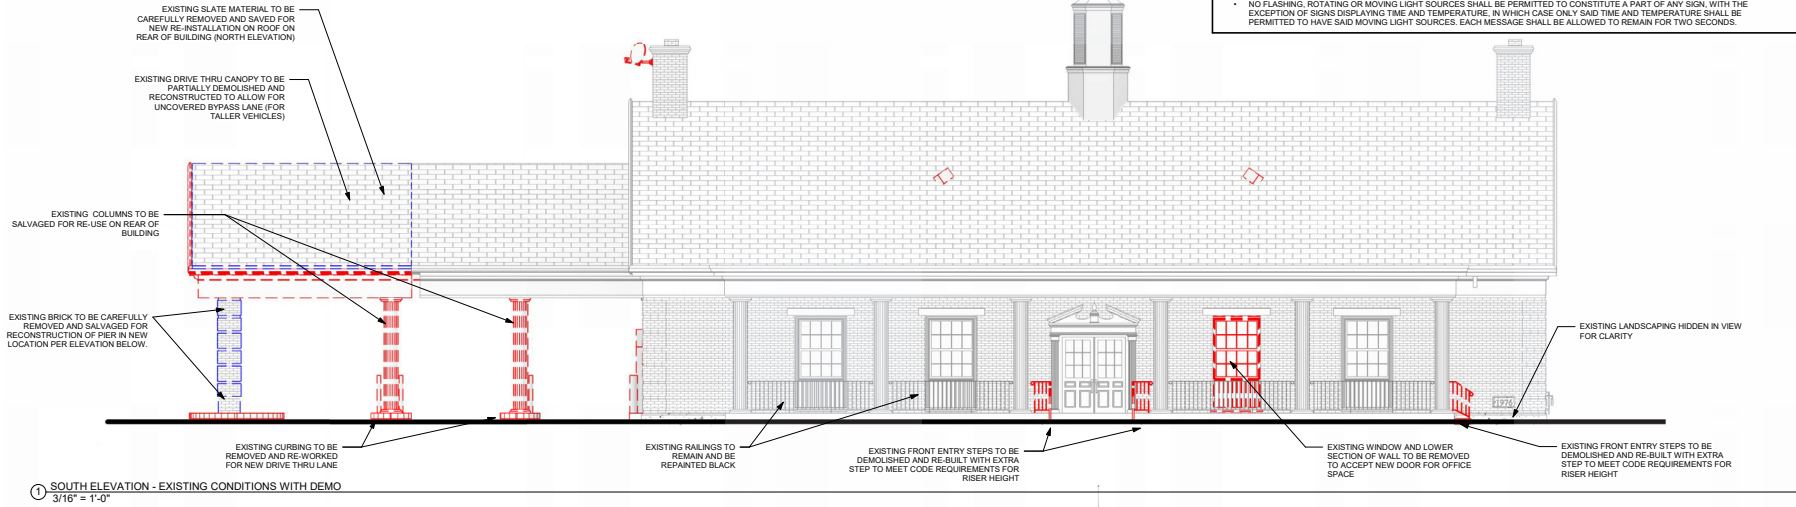 • NO FLASHING, ROTATING OR MOVING LIGHT SOURCES SHALL BE PERMITTED TO CONSTITUTE A PART OF ANY SIGN, WITH THE
EXCEPTION OF SIGNS DISPLAYING TIME AND TEMPERATURE, IN WHICH CASE ONLY SAID TIME AND TEMPERATURE SHALL BE
PERMITTED TO HAVE SAID MOVING LIGHT SOURCES. EACH MESSAGE SHALL BE ALLOWED TO REMAIN FOR TWO SECONDS.
EXISTING SLATE MATERIAL TO BE
CAREFULLY REMOVED AND SAVED FOR
NEW RE-INSTALLATION ON ROOF ON
REAR OF BUILDING (NORTH ELEVATION)
EXISTING DRIVE THRU CANOPY TO BE
PARTIALLY DEMOLISHED AND
RECONSTRUCTED TO ALLOW FOR
UNCOVERED BYPASS LANE (FOR
TALLER VEHICLES)
EXISTING COLUMNS TO BE
SALVAGED FOR RE-USE ON REAR OF
BUILDING
EXISTING BRICK TO BE CAREFULLY
REMOVED AND SALVAGED FOR
RECONSTRUCTION OF PIER IN NEW
LOCATION PER ELEVATION BELOW.
EXISTING LANDSCAPING HIDDEN IN VIEW
FOR CLARITY
1976
EXISTING CURBING TO BE
REMOVED AND RE-WORKED
FOR NEW DRIVE THRU LANE
EXISTING RAILINGS TO
REMAIN AND BE
REPAINTED BLACK
EXISTING FRONT ENTRY STEPS TO BE
DEMOLISHED AND RE-BUILT WITH EXTRA
STEP TO MEET CODE REQUIREMENTS FOR
RISER HEIGHT
EXISTING WINDOW AND LOWER
SECTION OF WALL TO BE REMOVED
TO ACCEPT NEW DOOR FOR OFFICE
SPACE
EXISTING FRONT ENTRY STEPS TO BE
DEMOLISHED AND RE-BUILT WITH EXTRA
STEP TO MEET CODE REQUIREMENTS FOR
RISER HEIGHT
1 SOUTH ELEVATION - EXISTING CONDITIONS WITH DEMO
3/16" = 1'-0"